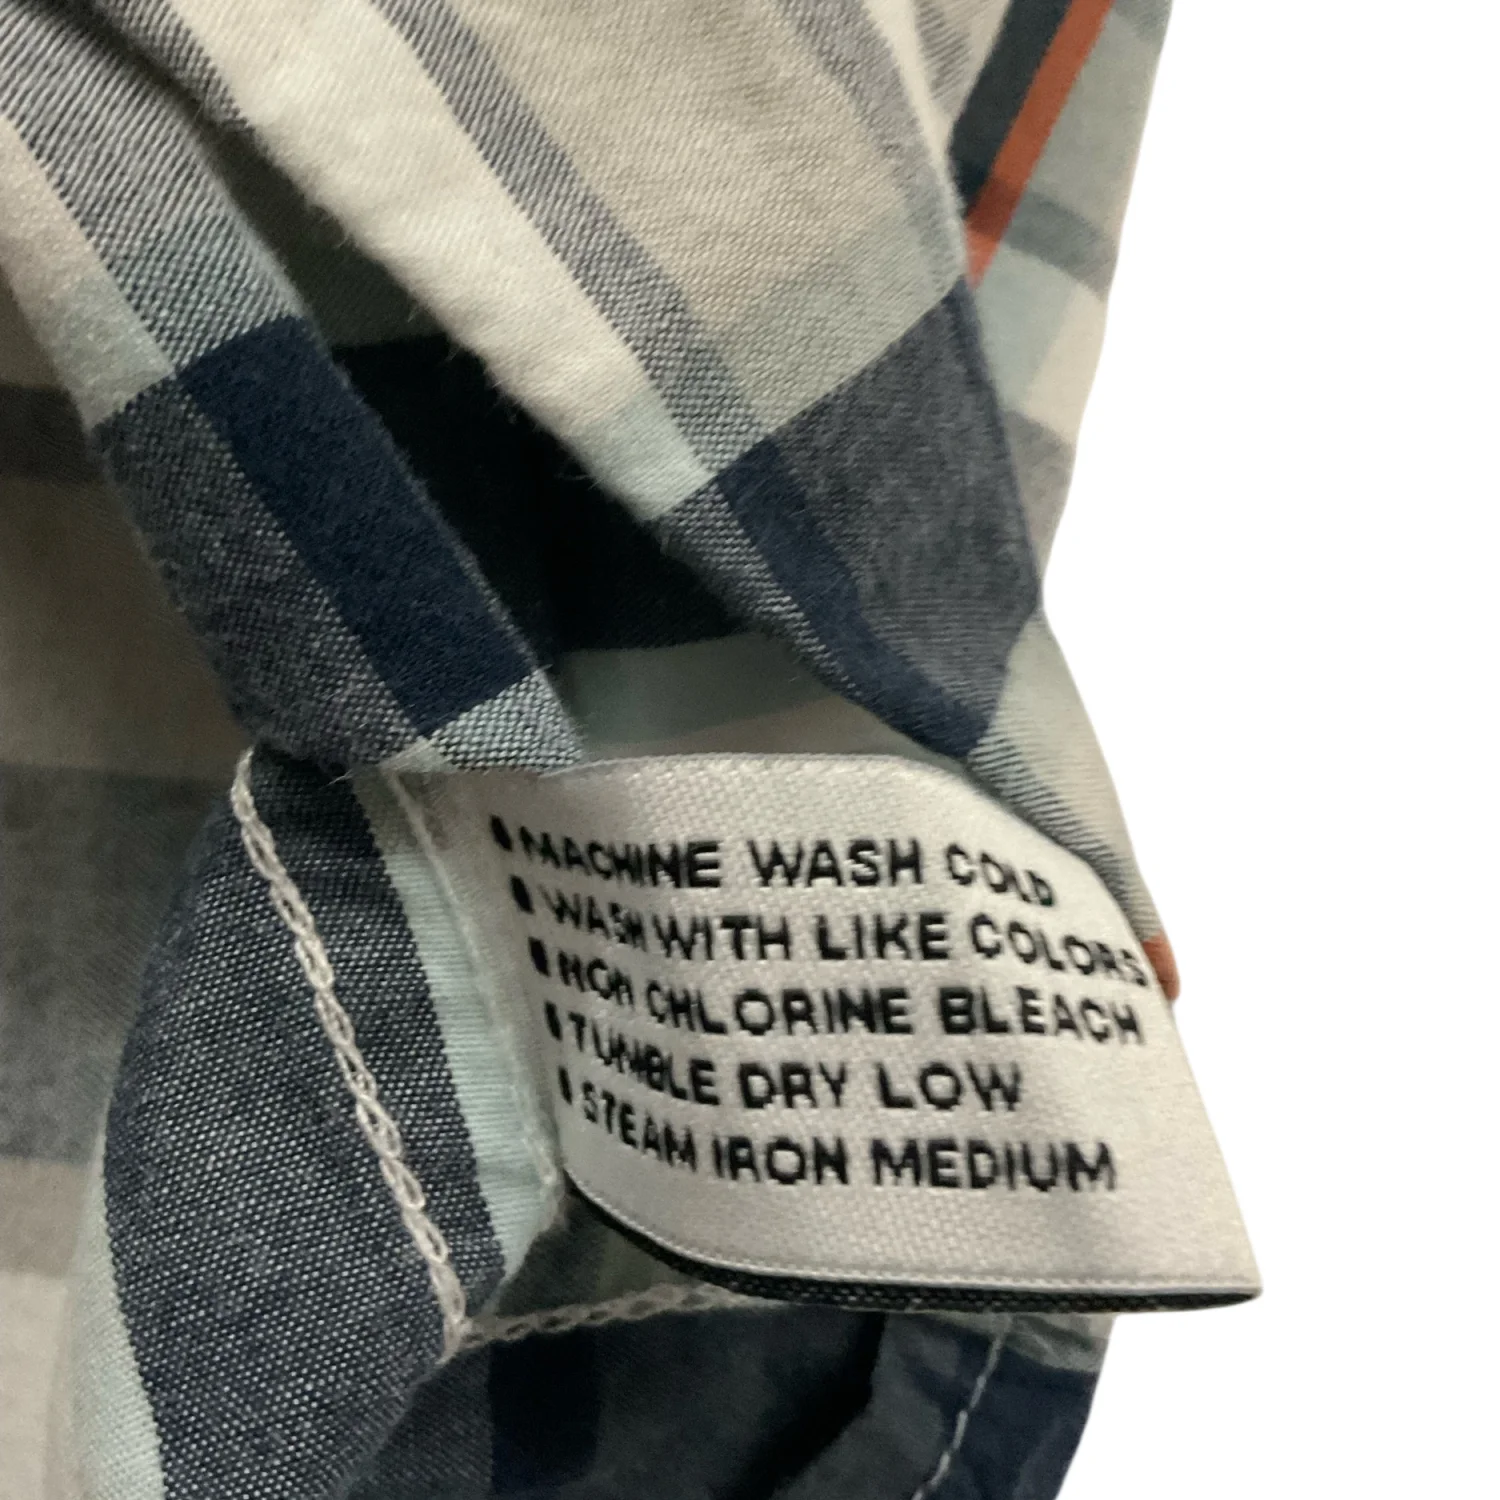 • MACHINE WASH COLD
• WASH WITH LIKE COLORS
• NON CHLORINE BLEACH
• TUMBLE DRY LOW
• STEAM IRON MEDIUM